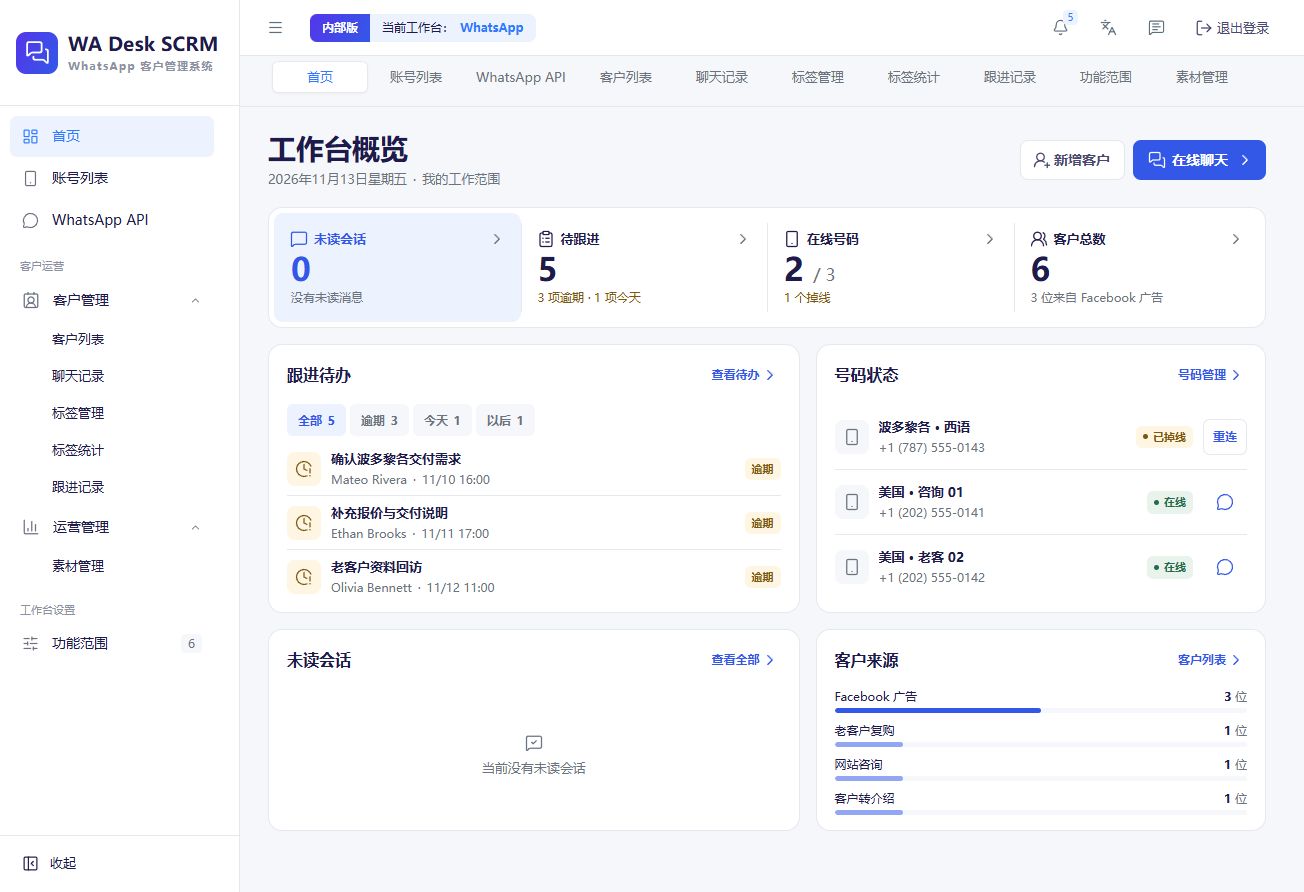 WA Desk SCRM
WhatsApp 客户管理系统
首页
账号列表
WhatsApp API
客户运营
客户管理
客户列表
聊天记录
标签管理
标签统计
跟进记录
运营管理
素材管理
工作台设置
功能范围 6
收起
内部版 当前工作台: WhatsApp
5
退出登录
首页 账号列表 WhatsApp API 客户列表 聊天记录 标签管理 标签统计 跟进记录 功能范围 素材管理
工作台概览
2026年11月13日星期五 · 我的工作范围
新增客户
在线聊天
未读会话
0
没有未读消息
待跟进
5
3 项逾期 · 1 项今天
在线号码
2 / 3
1 个掉线
客户总数
6
3 位来自 Facebook 广告
跟进待办 查看待办
全部 5 逾期 3 今天 1 以后 1
确认波多黎各交付需求
Mateo Rivera · 11/10 16:00
逾期
补充报价与交付说明
Ethan Brooks · 11/11 17:00
逾期
老客户资料回访
Olivia Bennett · 11/12 11:00
逾期
号码状态 号码管理
波多黎各 • 西语
+1 (787) 555-0143
已掉线 重连
美国 • 咨询 01
+1 (202) 555-0141
在线
美国 • 老客 02
+1 (202) 555-0142
在线
未读会话 查看全部
当前没有未读会话
客户来源 客户列表
Facebook 广告 3 位
老客户复购 1 位
网站咨询 1 位
客户转介绍 1 位